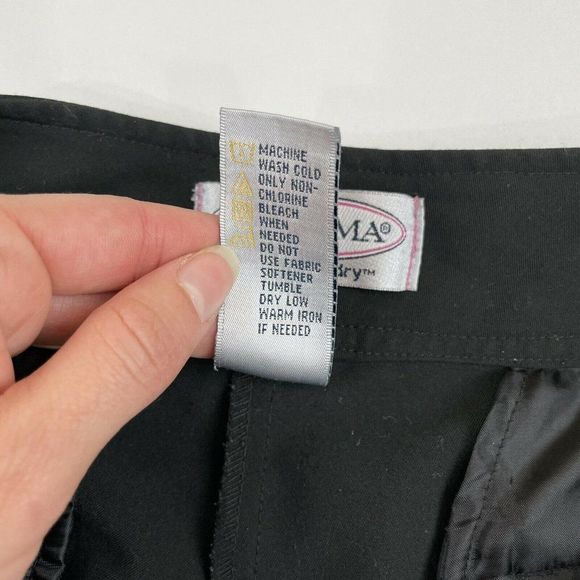 MACHINE
WASH COLD
ONLY NON-
CHLORINE
BLEACH
WHEN
NEEDED
DO NOT
USE FABRIC
SOFTENER
TUMBLE
DRY LOW
WARM IRON
IF NEEDED
MA®
dry™